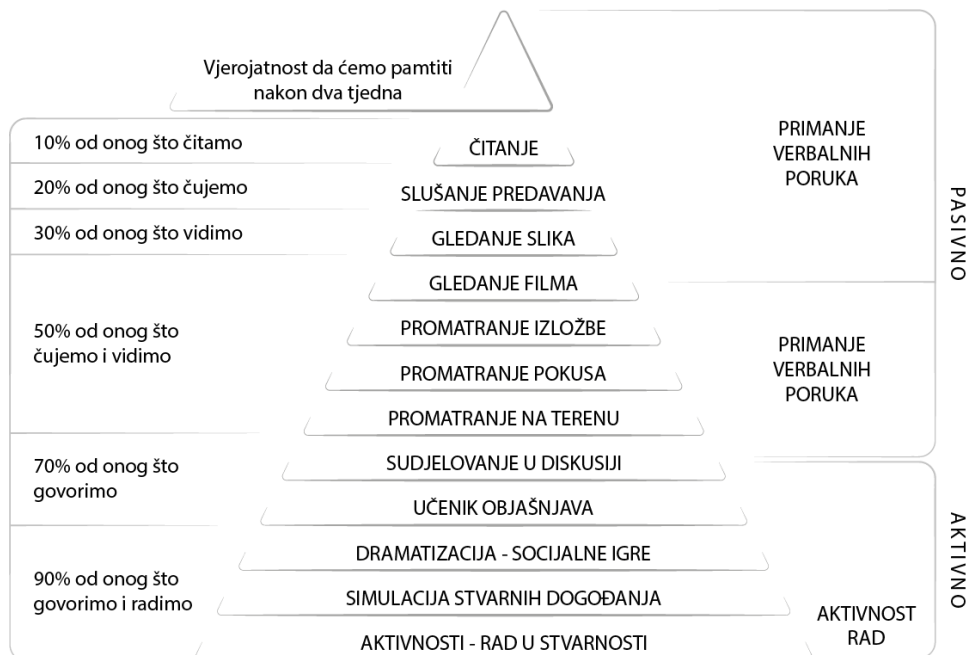 Vjerojatnost da ćemo pamtiti
nakon dva tjedna
10% od onog što čitamo
20% od onog što čujemo
30% od onog što vidimo
50% od onog što
čujemo i vidimo
70% od onog što
govorimo
90% od onog što
govorimo i radimo
ČITANJE
SLUŠANJE PREDAVANJA
GLEDANJE SLIKA
GLEDANJE FILMA
PROMATRANJE IZLOŽBE
PROMATRANJE POKUSA
PROMATRANJE NA TERENU
SUDJELOVANJE U DISKUSIJI
UČENIK OBJAŠNJAVA
DRAMATIZACIJA - SOCIJALNE IGRE
SIMULACIJA STVARNIH DOGOĐANJA
AKTIVNOSTI - RAD U STVARNOSTI
PRIMANJE
VERBALNIH
PORUKA
PRIMANJE
VERBALNIH
PORUKA
AKTIVNOST
RAD
PASIVNO
AKTIVNO